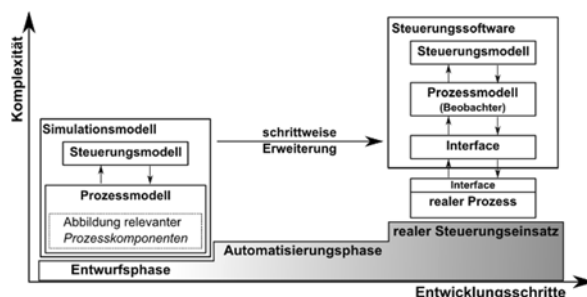 Komplexität
Steuerungssoftware
Steuerungsmodell
Prozessmodell
(Beobachter)
Interface
Interface
realer Prozess
Simulationsmodell
Steuerungsmodell
Prozessmodell
Abbildung relevanter
Prozesskomponenten
schrittweise
Erweiterung
Entwurfsphase
Automatisierungsphase
realer Steuerungseinsatz
Entwicklungsschritte